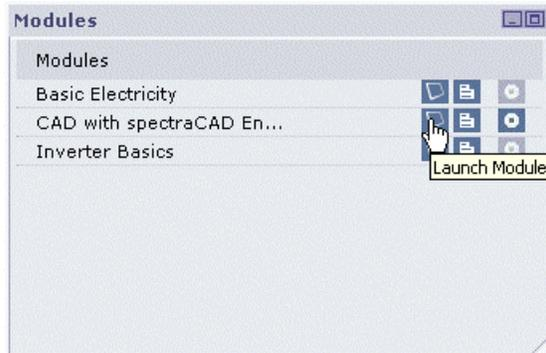 Modules
Modules
Basic Electricity
CAD with spectraCAD En...
Inverter Basics
Launch Module